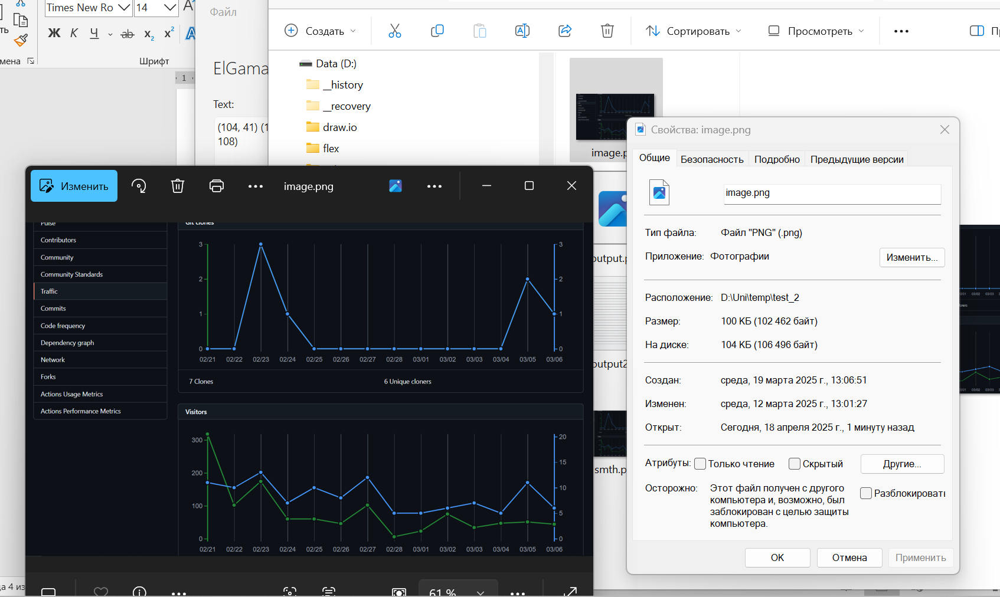 Times New Ro
14
Ж К Ч ab x₂ x²
Шрифт
1
Файл
ElGama
Text:
(104, 41) (1
108)
Создать
Сортировать
Просмотреть
Data (D:)
__history
__recovery
draw.io
flex
image.p
output.p
output2
smth.p
Изменить
image.png
Pulse
Contributors
Community
Community Standards
Traffic
Commits
Code frequency
Dependency graph
Network
Forks
Actions Usage Metrics
Actions Performance Metrics
Git clones
3
2
1
0
3
2
1
0
02/21 02/22 02/23 02/24 02/25 02/26 02/27 02/28 03/01 03/02 03/03 03/04 03/05 03/06
7 Clones
6 Unique cloners
Visitors
300
200
100
0
20
15
10
5
0
02/21 02/22 02/23 02/24 02/25 02/26 02/27 02/28 03/01 03/02 03/03 03/04 03/05 03/06
61 %
Свойства: image.png
Общие
Безопасность
Подробно
Предыдущие версии
image.png
Тип файла: Файл "PNG" (.png)
Приложение: Фотографии
Изменить...
Расположение: D:\Uni\temp\test_2
Размер: 100 КБ (102 462 байт)
На диске: 104 КБ (106 496 байт)
Создан: среда, 19 марта 2025 г., 13:06:51
Изменен: среда, 12 марта 2025 г., 13:01:27
Открыт: Сегодня, 18 апреля 2025 г., 1 минуту назад
Атрибуты: Только чтение
Скрытый
Другие...
Осторожно: Этот файл получен с другого
компьютера и, возможно, был
заблокирован с целью защиты
компьютера.
Разблокироват
OK
Отмена
Применить